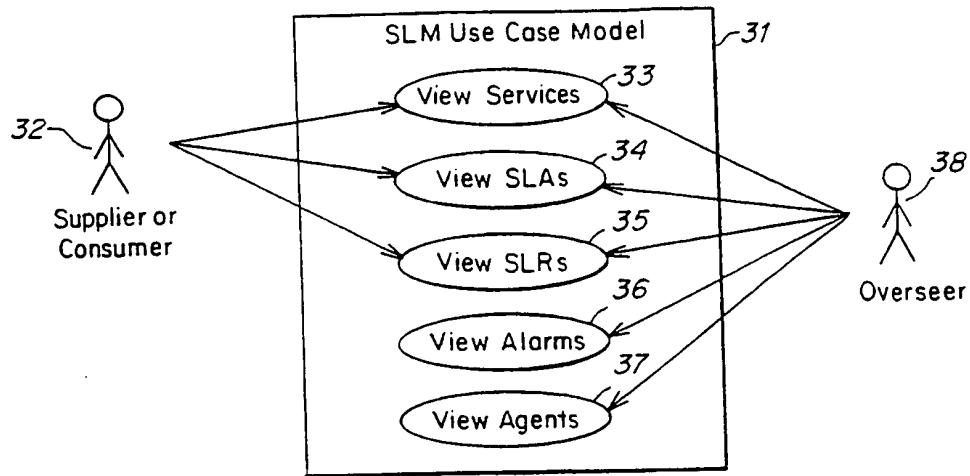 SLM Use Case Model
31
33
View Services
32
34
View SLAs
38
Supplier or
Consumer
35
View SLRs
Overseer
36
View Alarms
37
View Agents